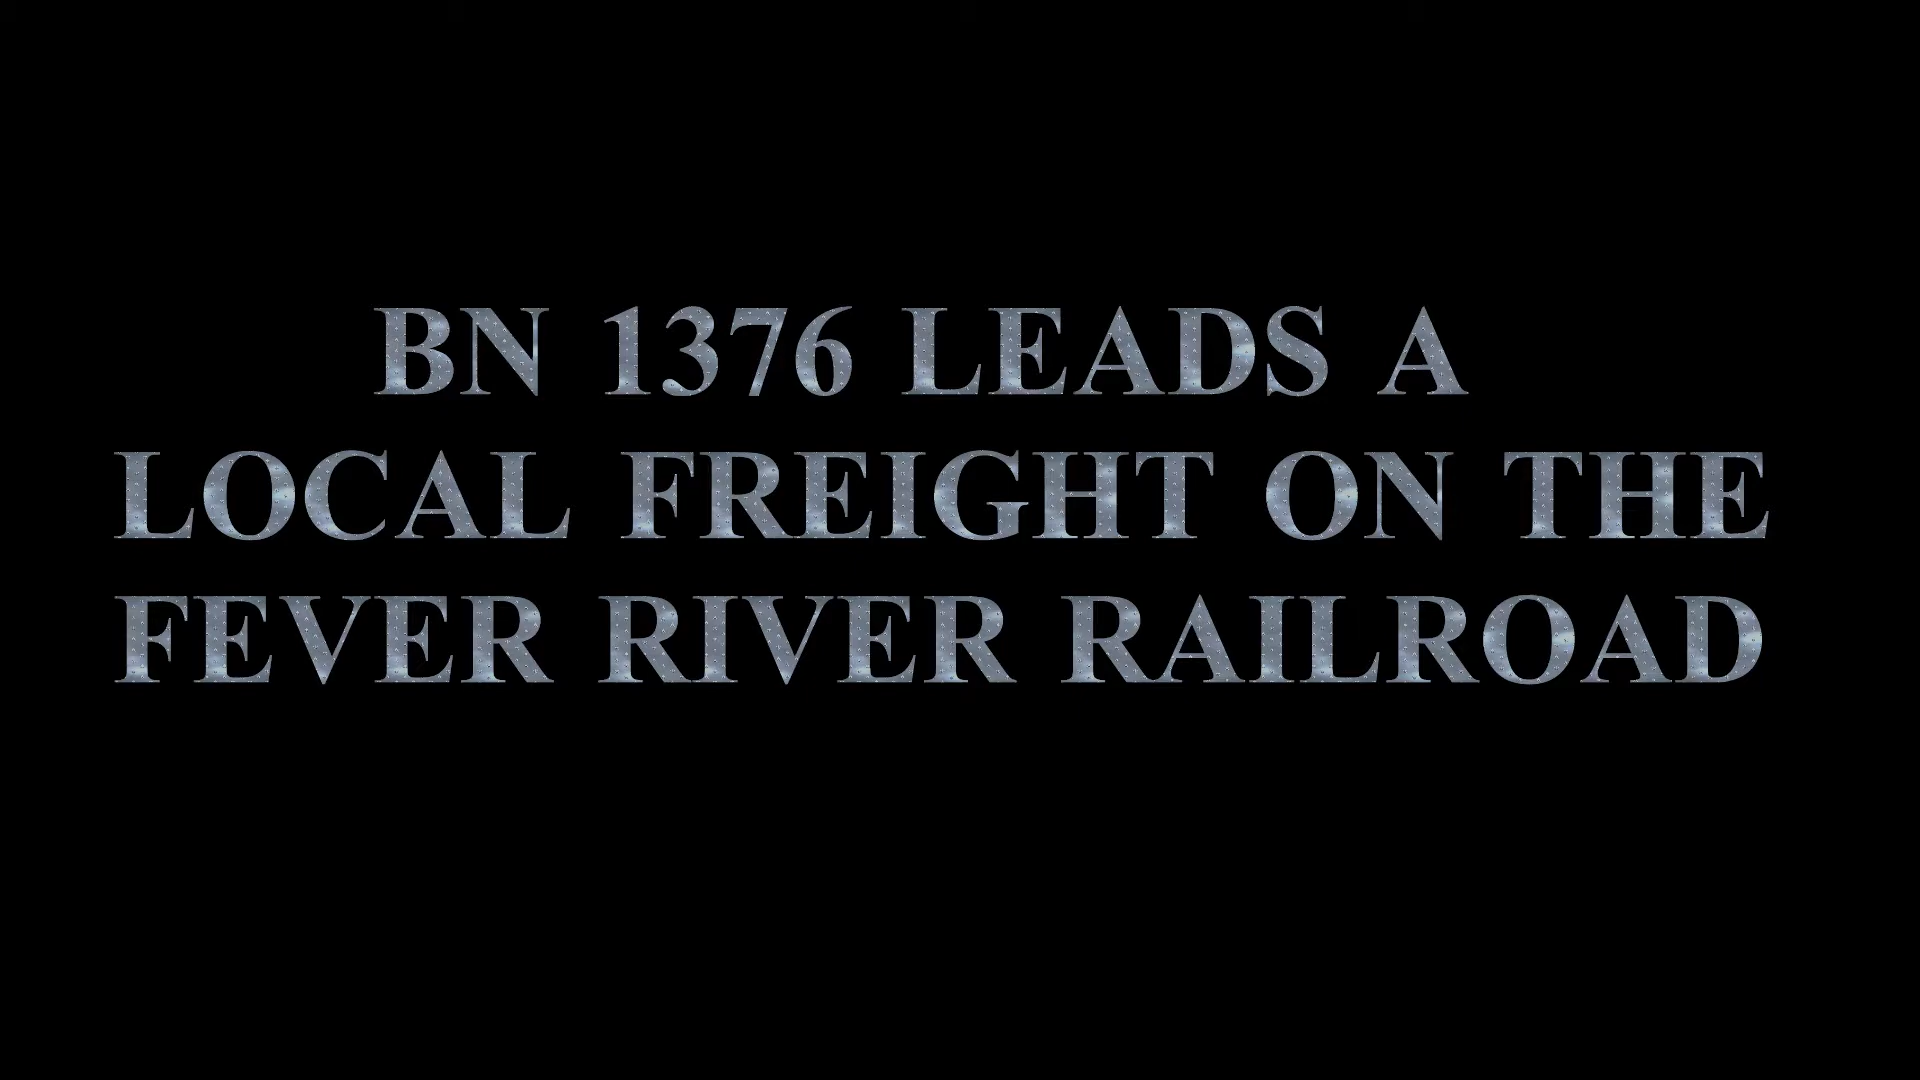 BN 1376 LEADS A
LOCAL FREIGHT ON THE
FEVER RIVER RAILROAD